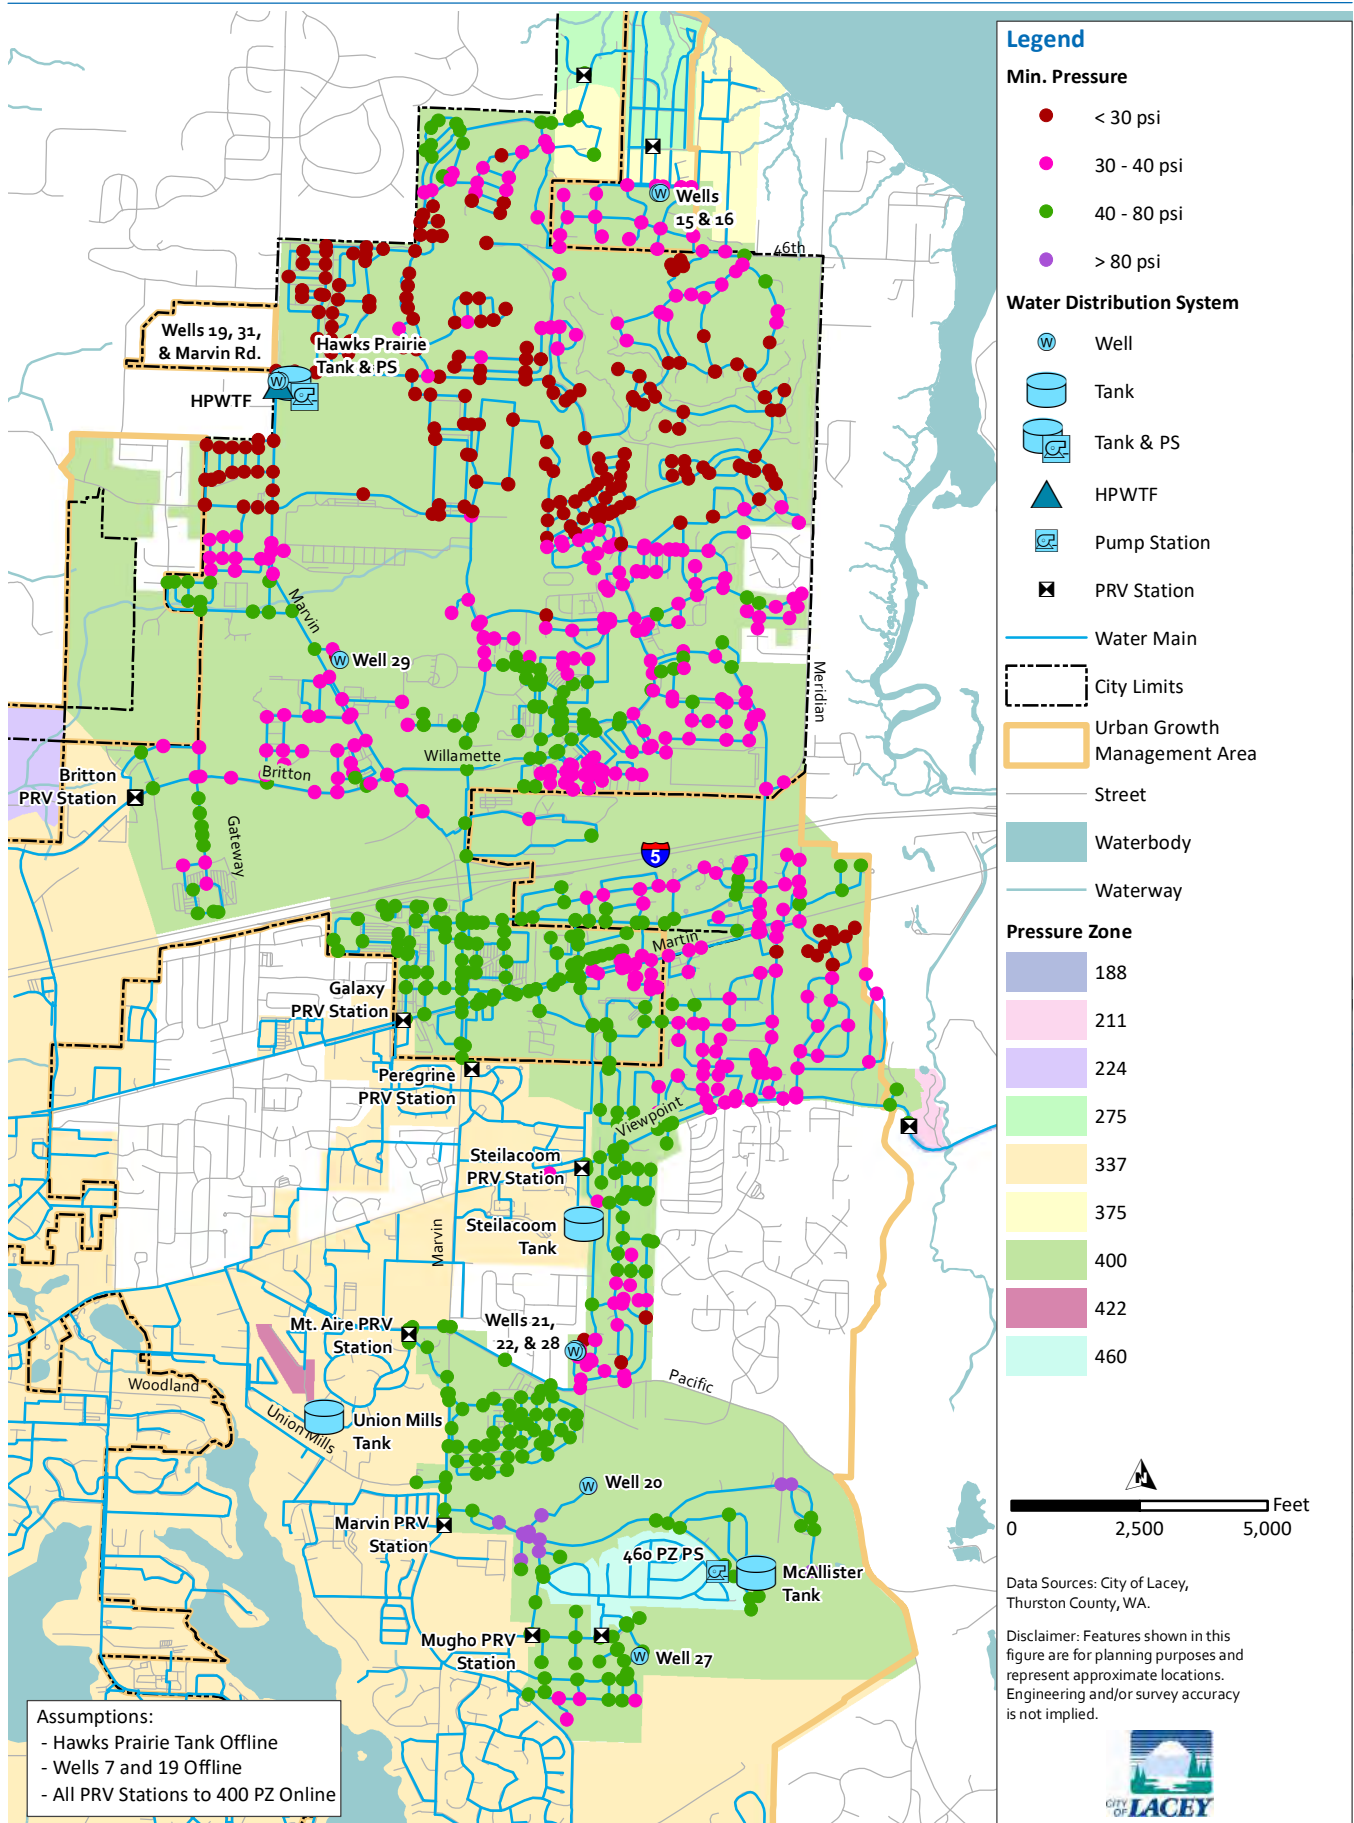 46th
Wells
15 & 16
Wells 19, 31,
& Marvin Rd.
Hawks Prairie
Tank & PS
HPWTF
Marvin
Well 29
Meridian
Willamette
Britton
Britton
PRV Station
Gateway
5
Martin
Galaxy
PRV Station
Peregrine
PRV Station
Viewpoint
Steilacoom
PRV Station
Steilacoom
Tank
Marvin
Wells 21,
22, & 28
Mt. Aire PRV
Station
Pacific
Woodland
Union Mills
Union Mills
Tank
Well 20
Marvin PRV
Station
460 PZ PS
McAllister
Tank
Mugho PRV
Station
Well 27
Assumptions:
- Hawks Prairie Tank Offline
- Wells 7 and 19 Offline
- All PRV Stations to 400 PZ Online
Legend
Min. Pressure
< 30 psi
30 - 40 psi
40 - 80 psi
> 80 psi
Water Distribution System
W Well
Tank
Tank & PS
HPWTF
Pump Station
PRV Station
Water Main
City Limits
Urban Growth
Management Area
Street
Waterbody
Waterway
Pressure Zone
188
211
224
275
337
375
400
422
460
N
Feet
0 2,500 5,000
Data Sources: City of Lacey,
Thurston County, WA.
Disclaimer: Features shown in this
figure are for planning purposes and
represent approximate locations.
Engineering and/or survey accuracy
is not implied.
CITY OF LACEY